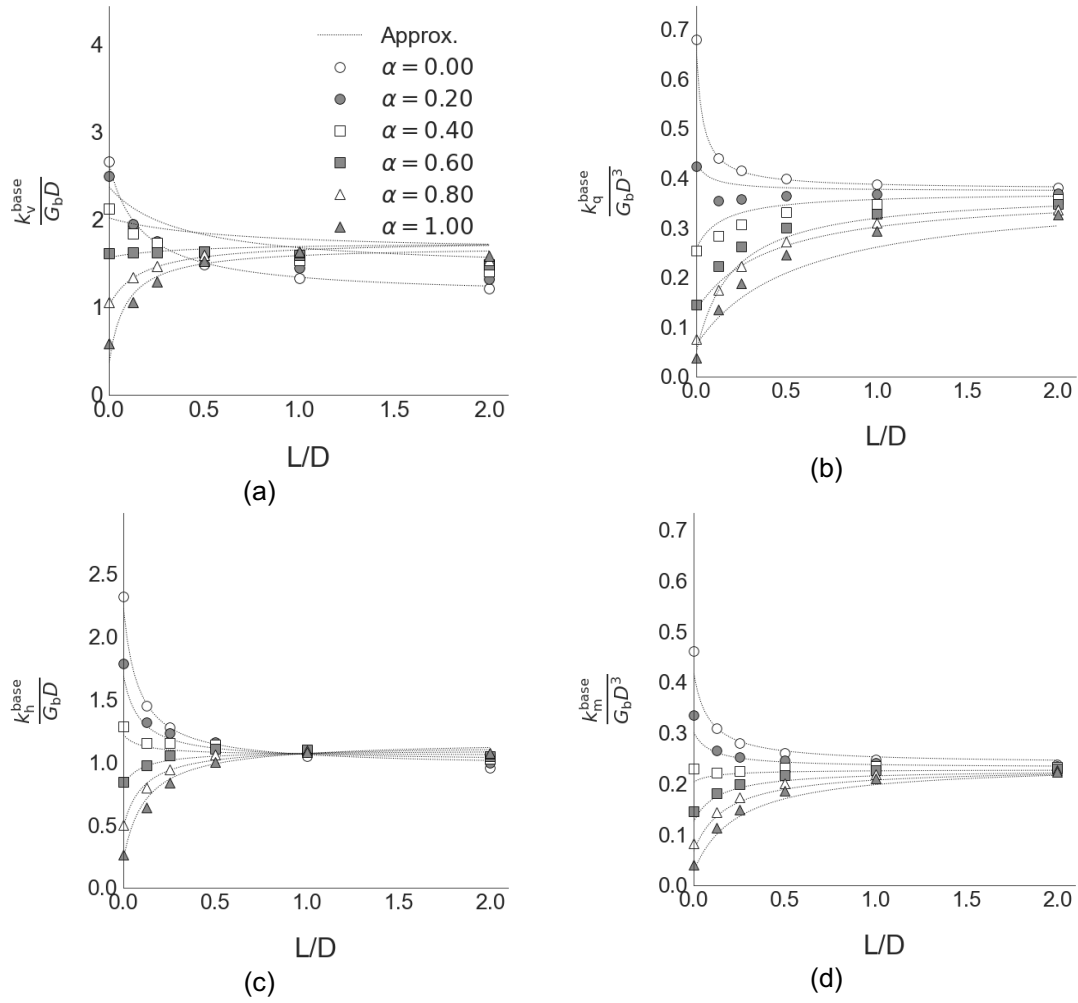 4
3
2
1
0
k_v^base / G_b D
0.0 0.5 1.0 1.5 2.0
L/D
(a)
Approx.
α = 0.00
α = 0.20
α = 0.40
α = 0.60
α = 0.80
α = 1.00
0.7
0.6
0.5
0.4
0.3
0.2
0.1
0.0
k_q^base / G_b D^3
0.0 0.5 1.0 1.5 2.0
L/D
(b)
2.5
2.0
1.5
1.0
0.5
0.0
k_h^base / G_b D
0.0 0.5 1.0 1.5 2.0
L/D
(c)
0.7
0.6
0.5
0.4
0.3
0.2
0.1
0.0
k_m^base / G_b D^3
0.0 0.5 1.0 1.5 2.0
L/D
(d)